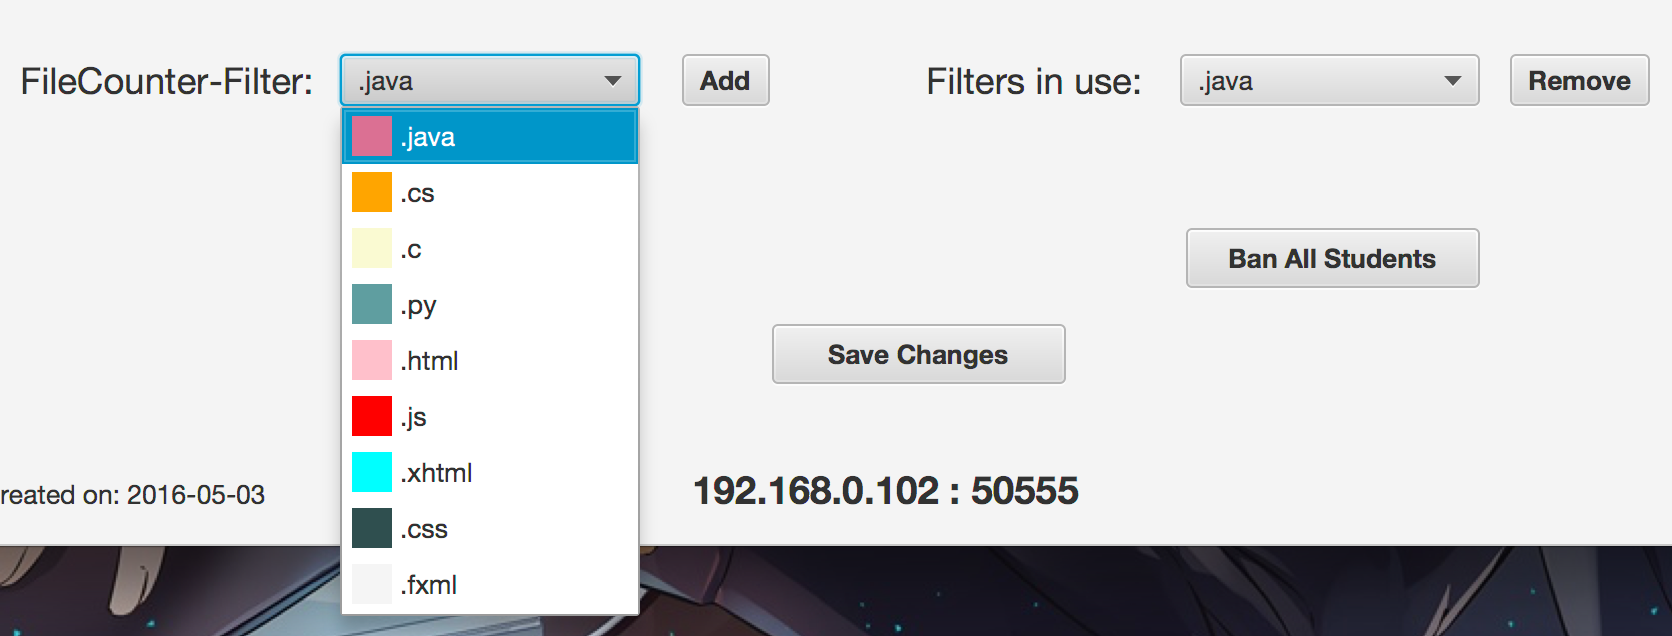 FileCounter-Filter: .java Add Filters in use: .java Remove
.java
.cs
.c
.py
.html
.js
.xhtml
.css
.fxml
Ban All Students
Save Changes
reated on: 2016-05-03
192.168.0.102 : 50555